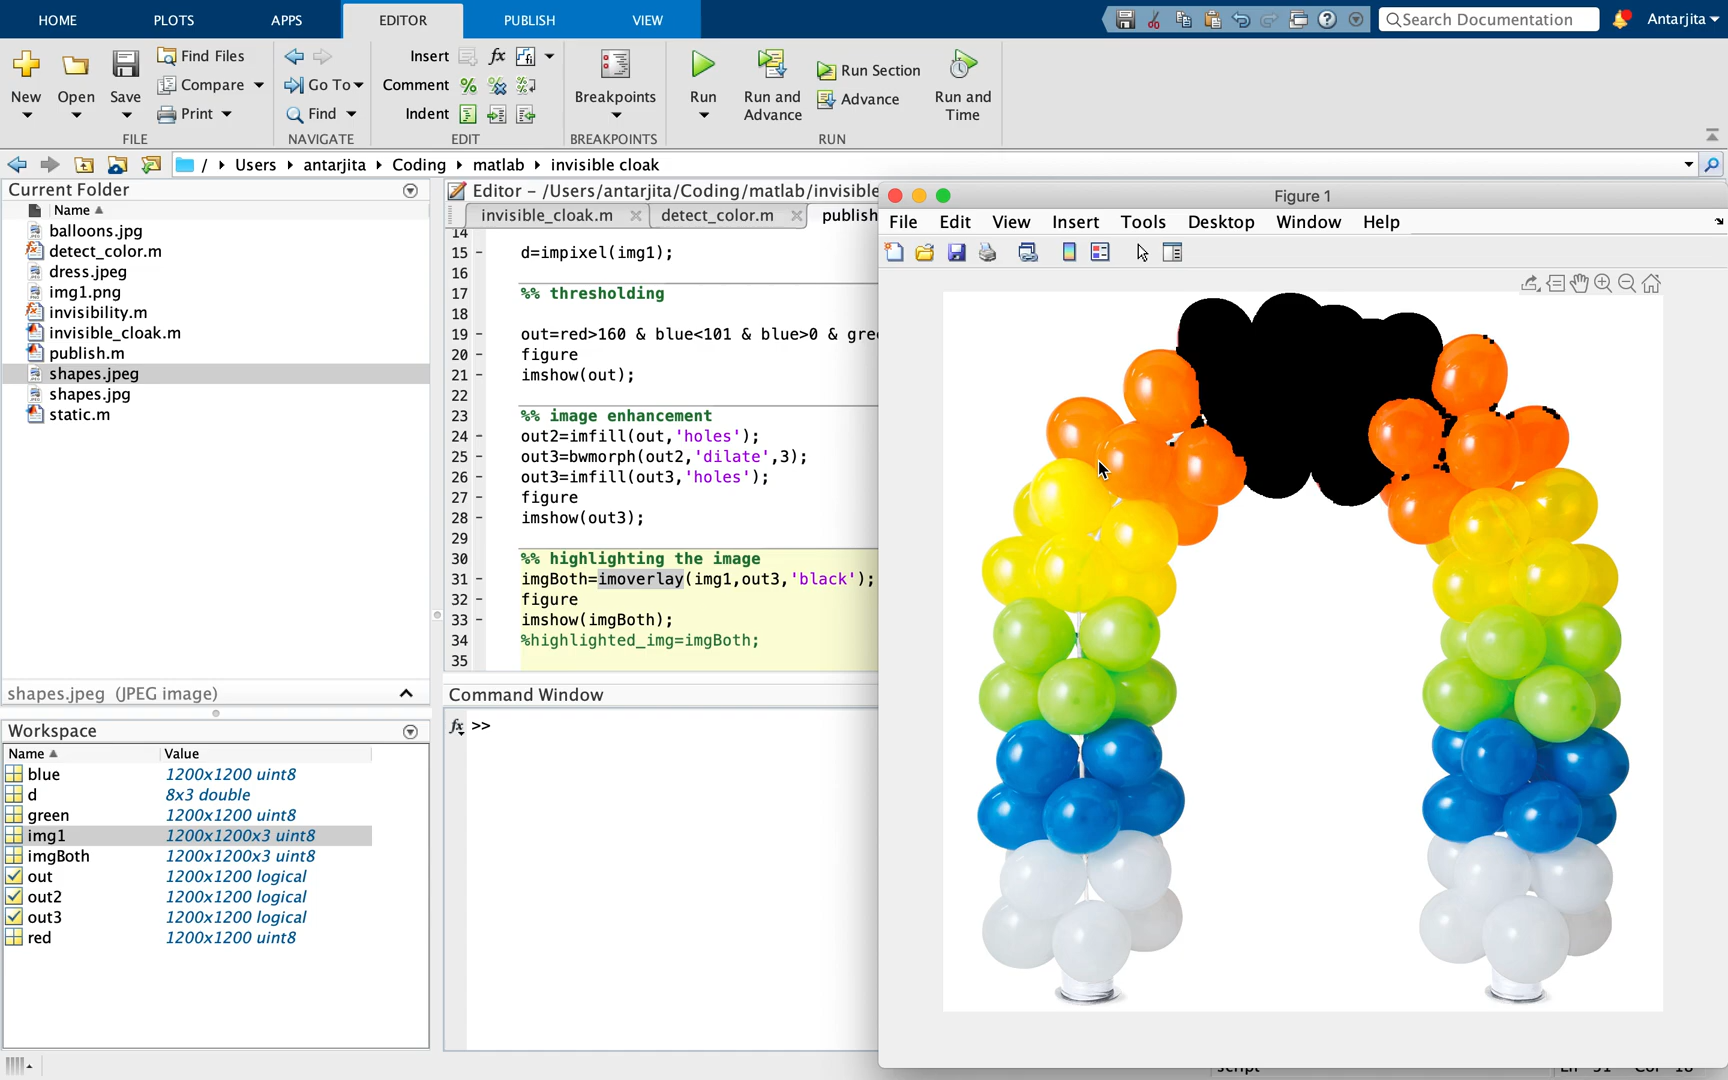 HOME PLOTS APPS EDITOR PUBLISH VIEW
Search Documentation Antarjita
Find Files Insert fx
New Open Save Compare Go To Comment Breakpoints Run Run and Advance Run Section Advance Run and Time
Print Find Indent
FILE NAVIGATE EDIT BREAKPOINTS RUN
/ Users antarjita Coding matlab invisible cloak
Current Folder
Name
balloons.jpg
detect_color.m
dress.jpeg
img1.png
invisibility.m
invisible_cloak.m
publish.m
shapes.jpeg
shapes.jpg
static.m
shapes.jpeg (JPEG image)
Workspace
Name Value
blue 1200x1200 uint8
d 8x3 double
green 1200x1200 uint8
img1 1200x1200x3 uint8
imgBoth 1200x1200x3 uint8
out 1200x1200 logical
out2 1200x1200 logical
out3 1200x1200 logical
red 1200x1200 uint8
Editor - /Users/antarjita/Coding/matlab/invisible
invisible_cloak.m detect_color.m publish
14
15 - d=impixel(img1);
16
17 %% thresholding
18
19 - out=red>160 & blue<101 & blue>0 & gre
20 - figure
21 - imshow(out);
22
23 %% image enhancement
24 - out2=imfill(out,'holes');
25 - out3=bwmorph(out2,'dilate',3);
26 - out3=imfill(out3,'holes');
27 - figure
28 - imshow(out3);
29
30 %% highlighting the image
31 - imgBoth=imoverlay(img1,out3,'black');
32 - figure
33 - imshow(imgBoth);
34 %highlighted_img=imgBoth;
35
Command Window
fx >>
Figure 1
File Edit View Insert Tools Desktop Window Help